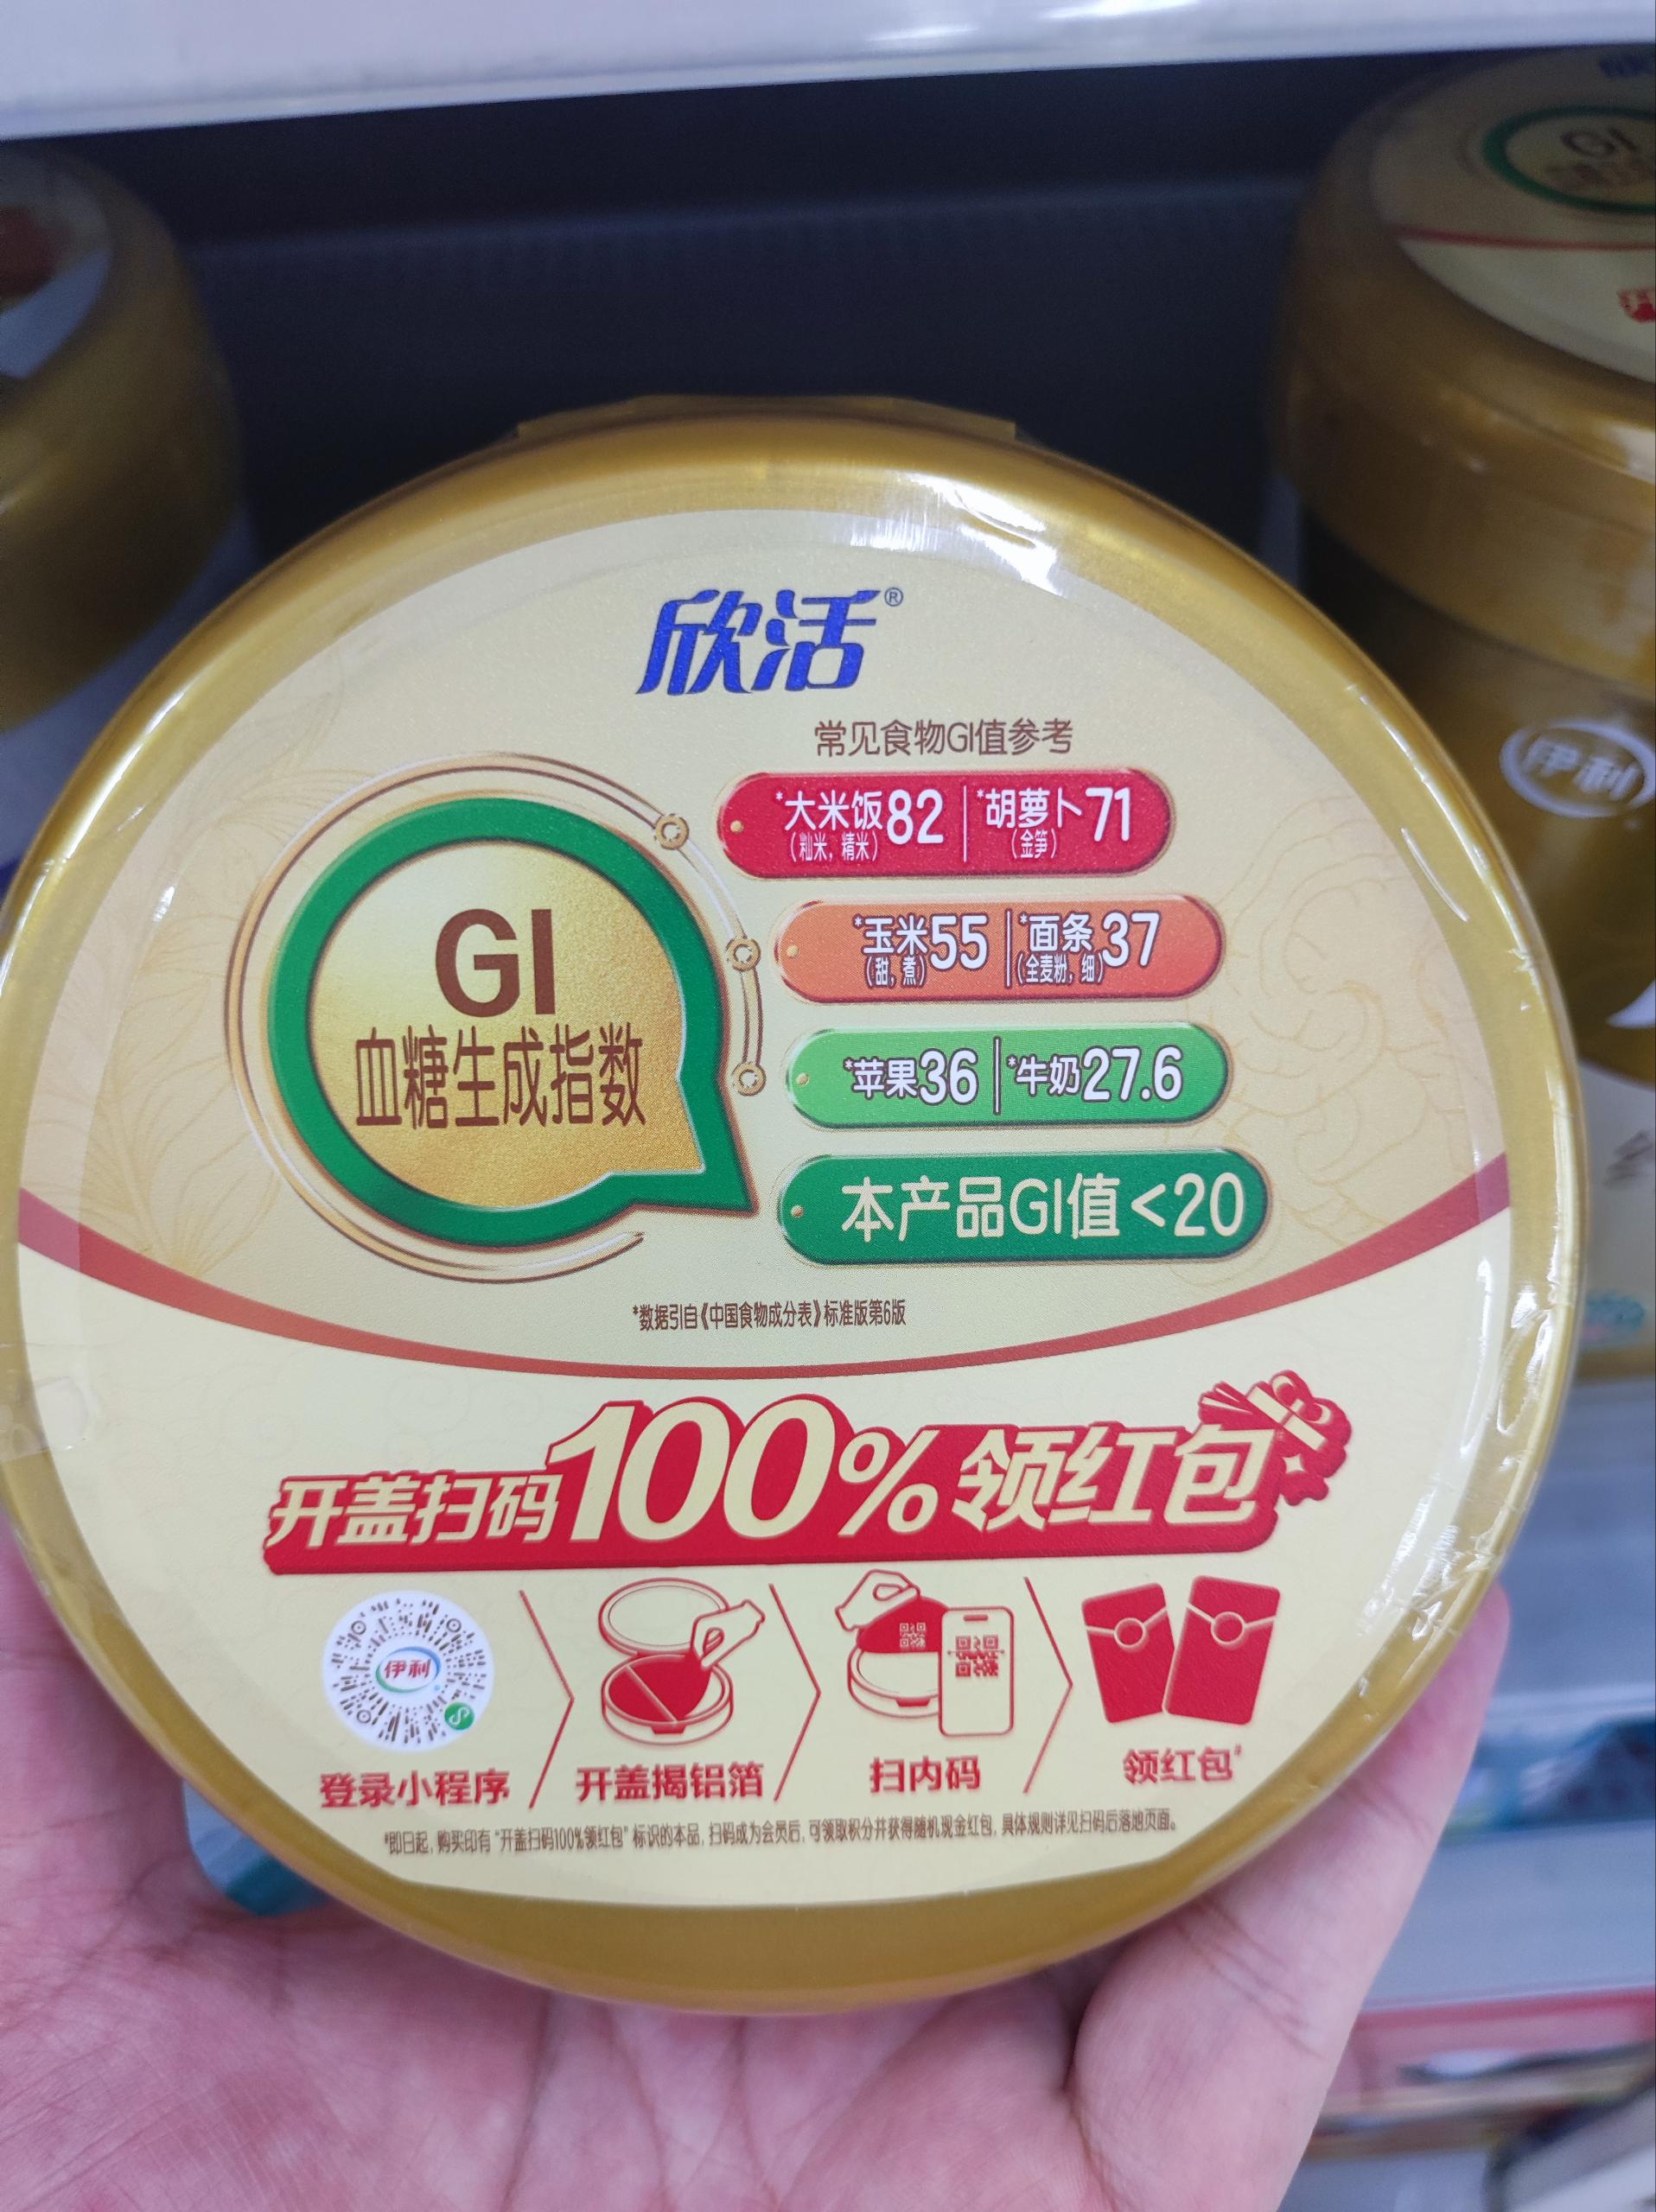 欣活®
常见食物GI值参考
*大米饭82 | *胡萝卜71
(籼米,精米) (金笋)
*玉米55 | *面条37
(甜,煮) (全麦粉,细)
GI
血糖生成指数
*苹果36 | *牛奶27.6
本产品GI值<20
*数据引自《中国食物成分表》标准版第6版
开盖扫码100%领红包
伊利
登录小程序
开盖揭铝箔
扫内码
领红包#
#即日起,购买印有“开盖扫码100%领红包”标识的本品,扫码成为会员后,可领取积分并获得随机现金红包,具体规则详见扫码后落地页面。
GI
伊利